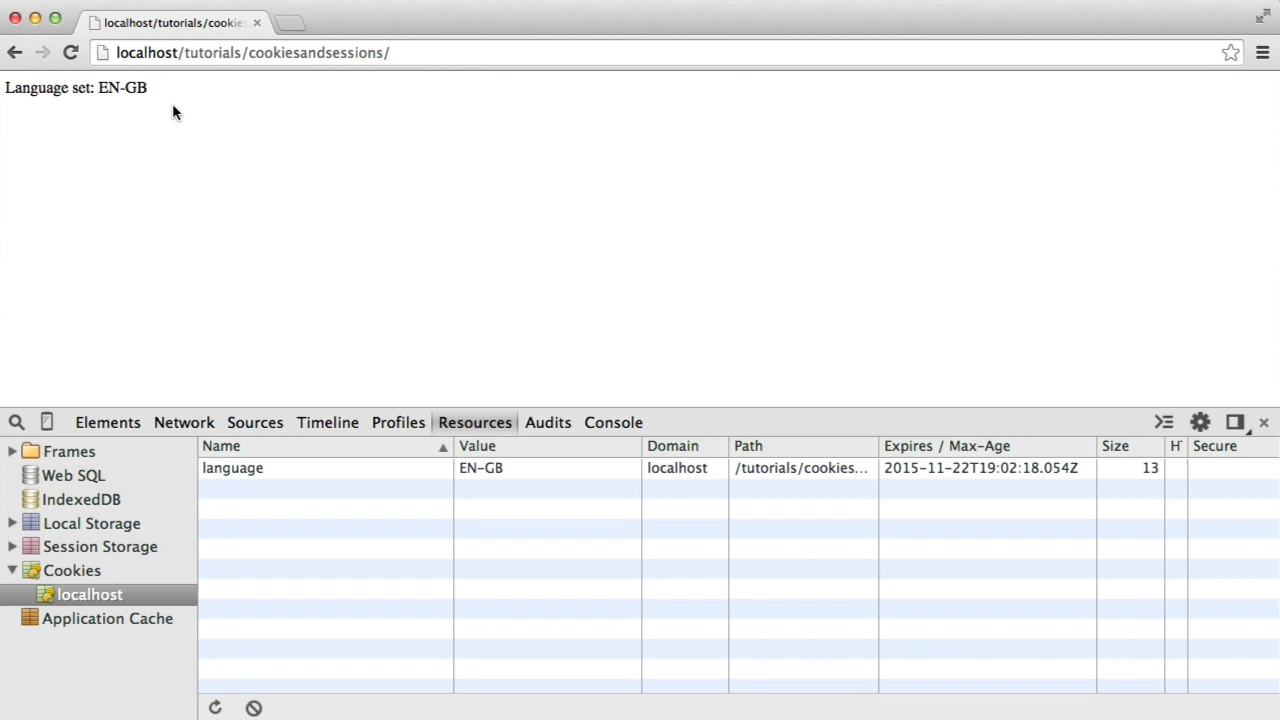 localhost/tutorials/cookies
localhost/tutorials/cookiesandsessions/
Language set: EN-GB
Elements Network Sources Timeline Profiles Resources Audits Console
Name Value Domain Path Expires / Max-Age Size H Secure
language EN-GB localhost /tutorials/cookies... 2015-11-22T19:02:18.054Z 13
Frames
Web SQL
IndexedDB
Local Storage
Session Storage
Cookies
localhost
Application Cache